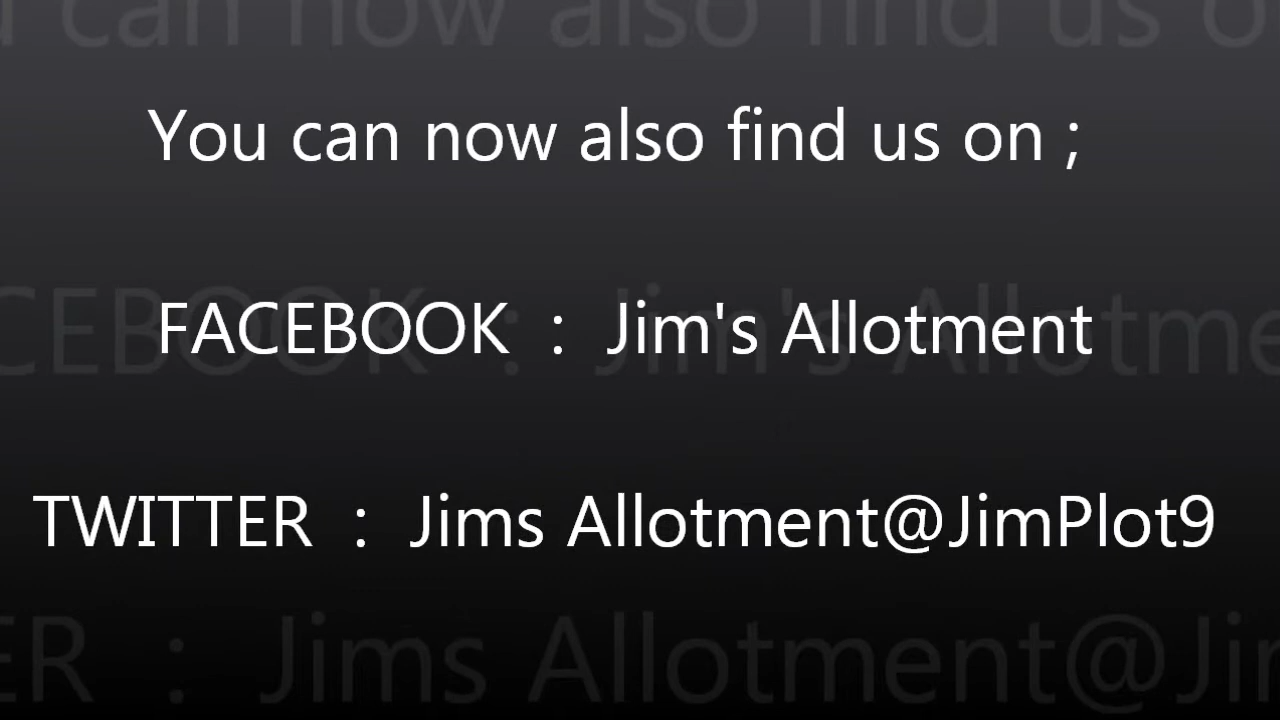 You can now also find us on ;
FACEBOOK : Jim's Allotment
TWITTER : Jims Allotment@JimPlot9